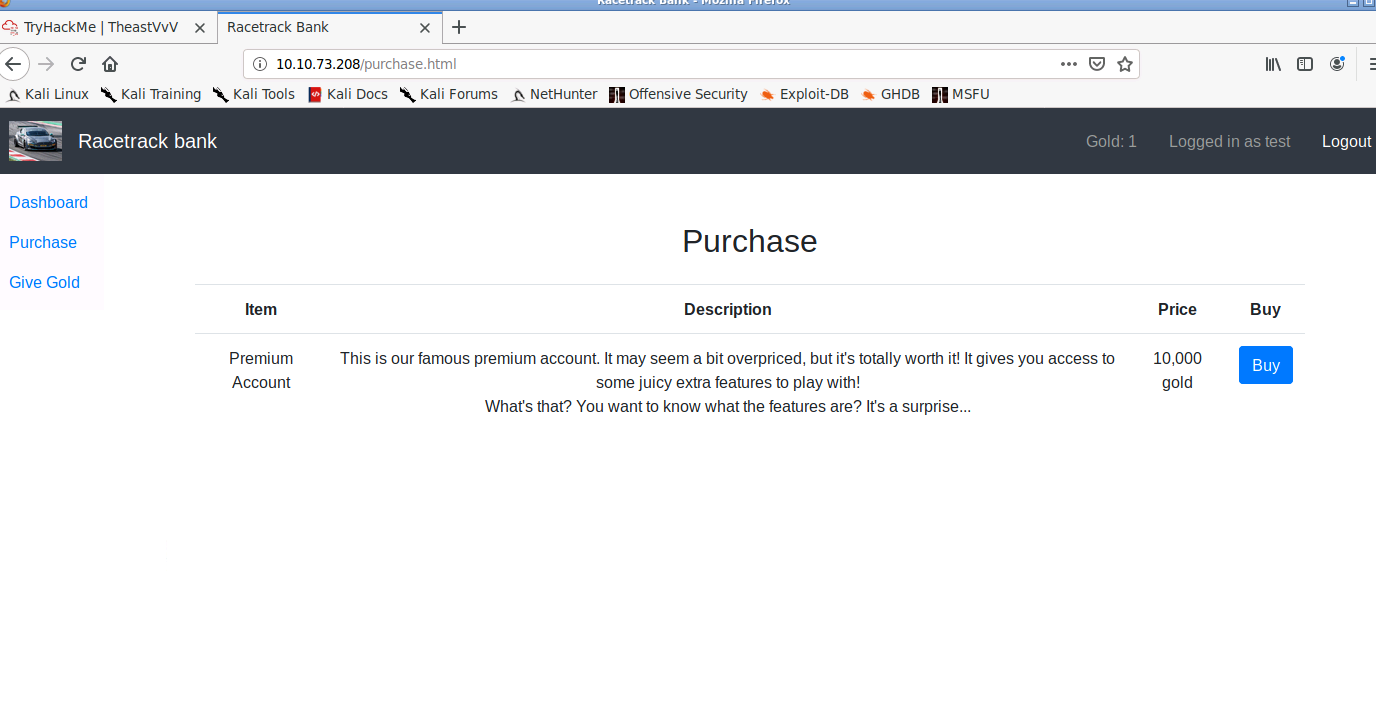 Racetrack Bank - Mozilla Firefox
TryHackMe | TheastVvV
Racetrack Bank
10.10.73.208/purchase.html
Kali Linux Kali Training Kali Tools Kali Docs Kali Forums NetHunter Offensive Security Exploit-DB GHDB MSFU
Racetrack bank Gold: 1 Logged in as test Logout
Dashboard
Purchase
Give Gold
Purchase
Item Description Price Buy
Premium This is our famous premium account. It may seem a bit overpriced, but it's totally worth it! It gives you access to 10,000 Buy
Account some juicy extra features to play with! gold
What's that? You want to know what the features are? It's a surprise...